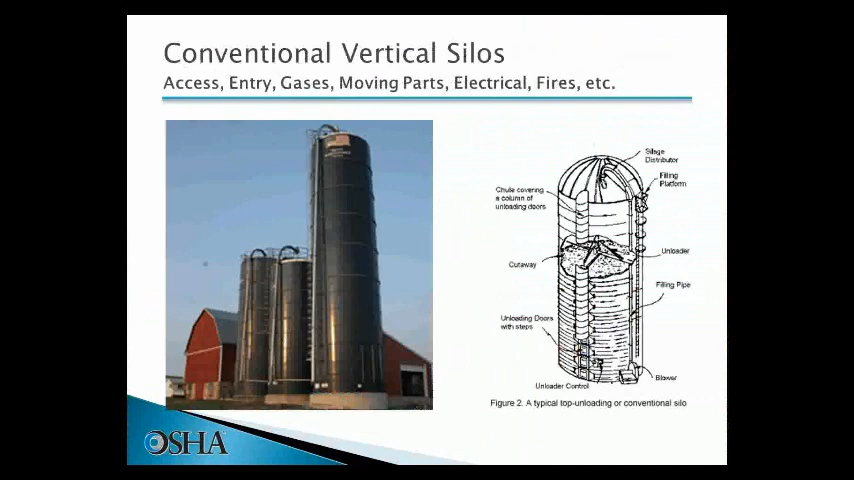 Conventional Vertical Silos
Access, Entry, Gases, Moving Parts, Electrical, Fires, etc.
Silage
Distributor
Filling
Platform
Chute covering
a column of
unloading doors
Unloader
Cutaway
Filling Pipe
Unloading Doors
with steps
Blower
Unloader Control
Figure 2. A typical top-unloading or conventional silo
OSHA